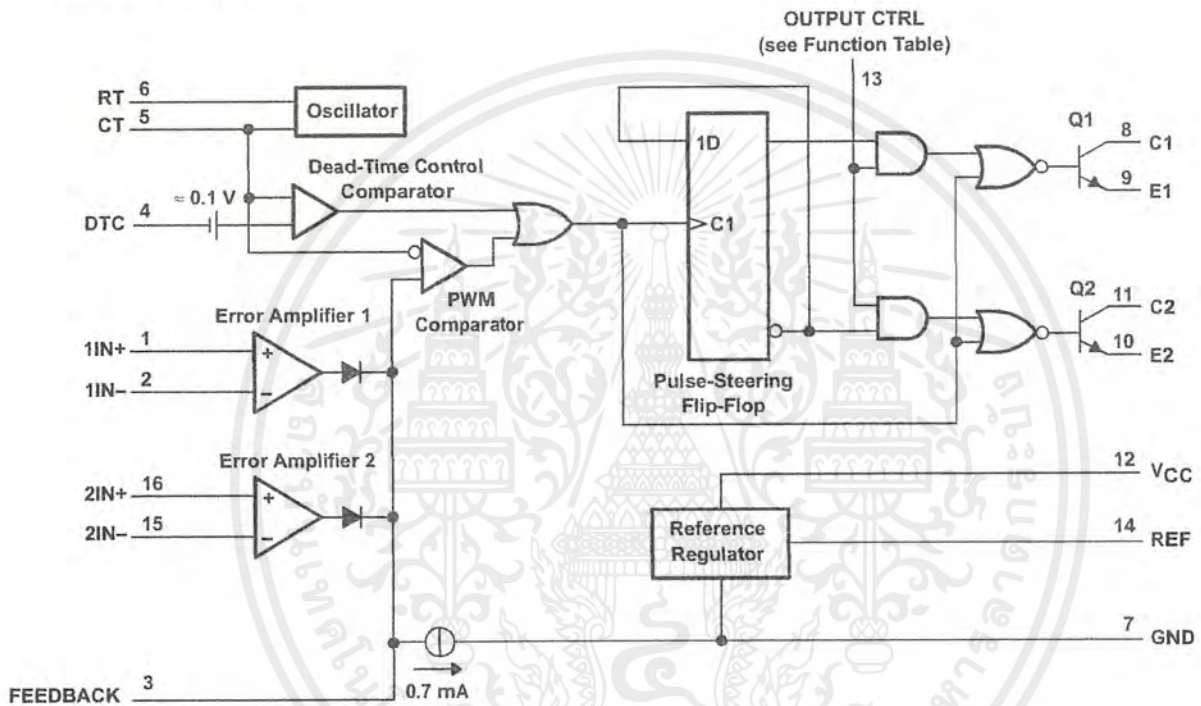 OUTPUT CTRL
(see Function Table)
13
RT 6
CT 5
Oscillator
Dead-Time Control
Comparator
≈ 0.1 V
DTC 4
PWM
Comparator
1D
C1
Pulse-Steering
Flip-Flop
Q1
8 C1
9 E1
Q2
11 C2
10 E2
Error Amplifier 1
1IN+ 1
1IN− 2
+
−
Error Amplifier 2
2IN+ 16
2IN− 15
+
−
12 VCC
Reference
Regulator
14 REF
7 GND
0.7 mA
FEEDBACK 3